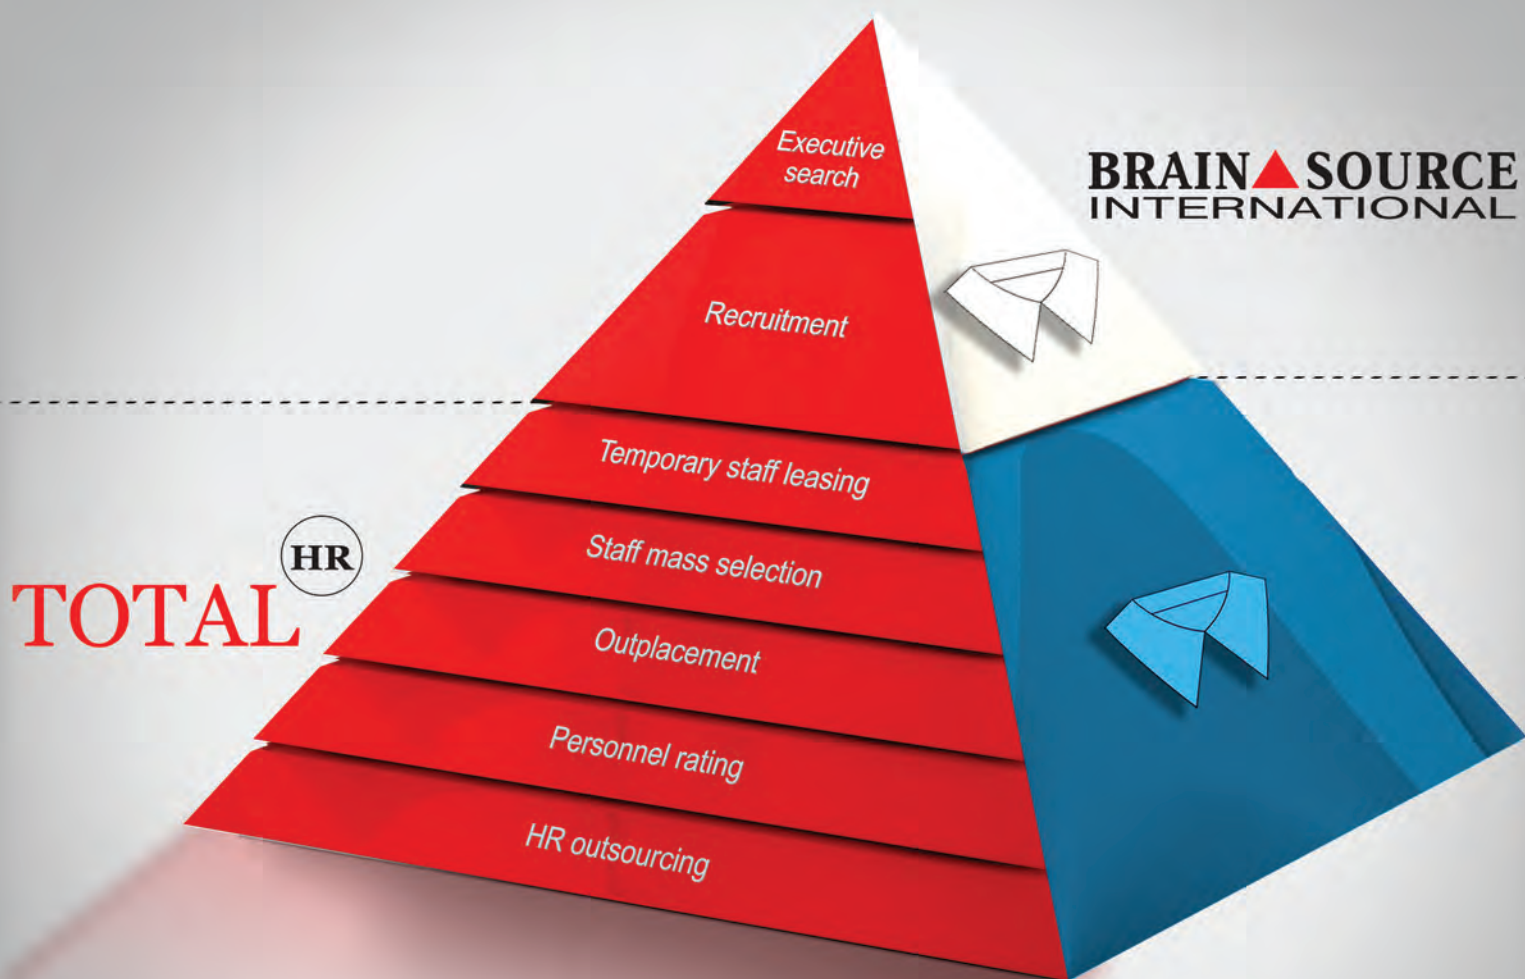 Executive
search
BRAIN SOURCE
INTERNATIONAL
Recruitment
Temporary staff leasing
Staff mass selection
HR
TOTAL
Outplacement
Personnel rating
HR outsourcing